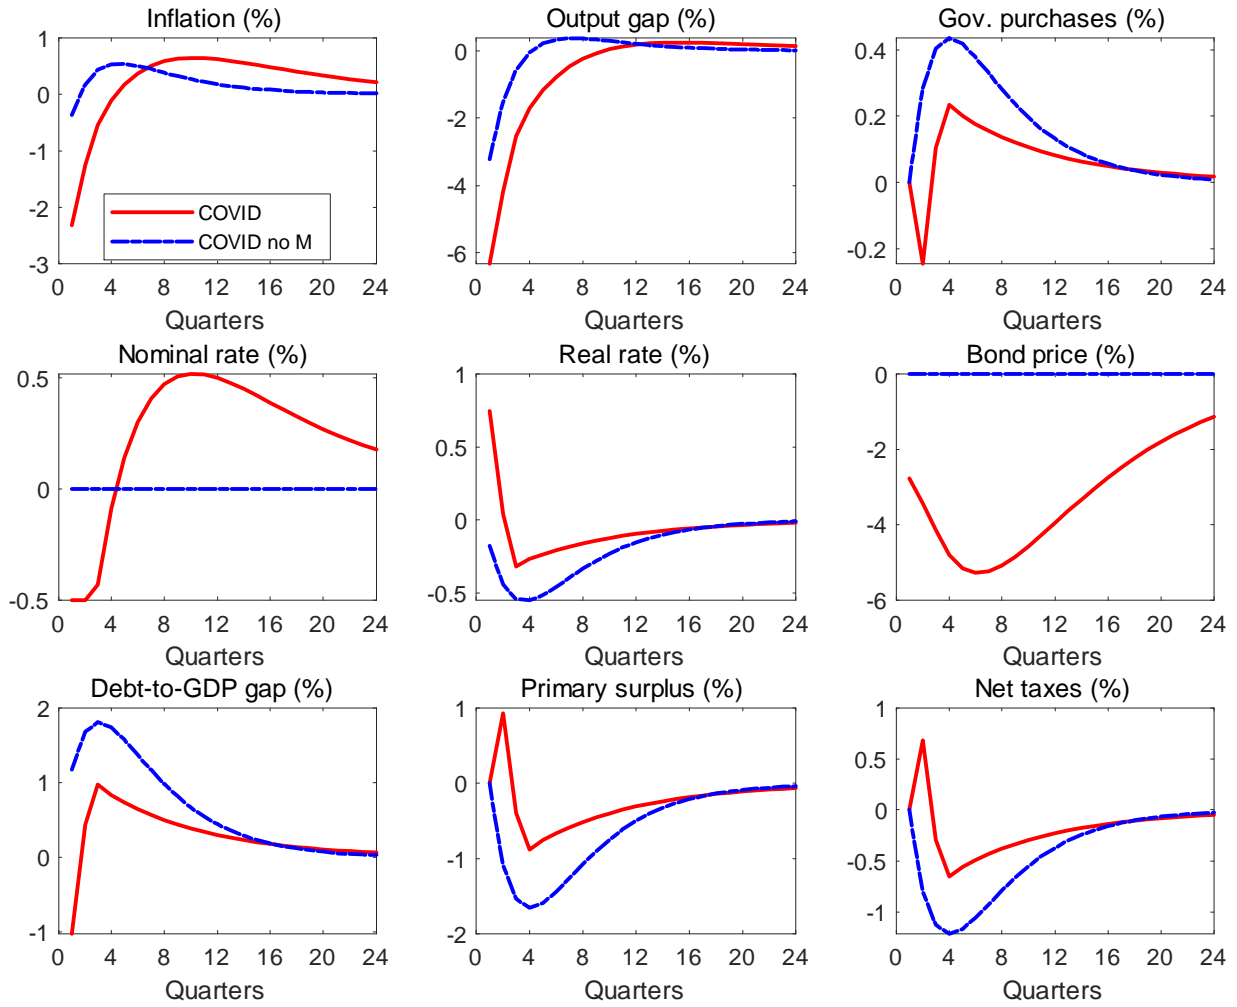 Inflation (%)
1
0
-1
-2
-3
COVID
COVID no M
0 4 8 12 16 20 24
Quarters
Output gap (%)
0
-2
-4
-6
0 4 8 12 16 20 24
Quarters
Gov. purchases (%)
0.4
0.2
0
-0.2
0 4 8 12 16 20 24
Quarters
Nominal rate (%)
0.5
0
-0.5
0 4 8 12 16 20 24
Quarters
Real rate (%)
1
0.5
0
-0.5
0 4 8 12 16 20 24
Quarters
Bond price (%)
0
-2
-4
-6
0 4 8 12 16 20 24
Quarters
Debt-to-GDP gap (%)
2
1
0
-1
0 4 8 12 16 20 24
Quarters
Primary surplus (%)
1
0
-1
-2
0 4 8 12 16 20 24
Quarters
Net taxes (%)
1
0.5
0
-0.5
-1
0 4 8 12 16 20 24
Quarters